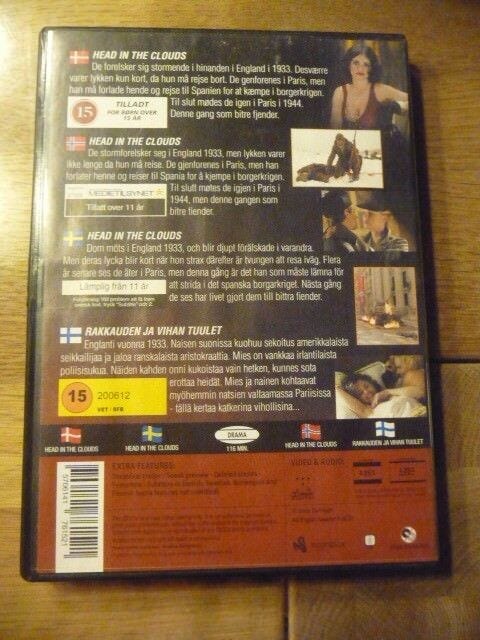 HEAD IN THE CLOUDS
De forelsker sig stormende i hinanden i England i 1933. Desværre
varer lykken kun kort, da hun må rejse bort. De genforenes i Paris, men
han må forlade hende og rejse til Spanien for at kæmpe i borgerkrigen.
15
TILLADT
FOR BØRN OVER
15 ÅR
Til slut mødes de igen i Paris i 1944.
Denne gang som bitre fjender.
HEAD IN THE CLOUDS
De stormforelsker seg i England 1933, men lykken varer
ikke lenge da hun må reise. De gjenforenes i Paris, men han
forlater henne og reiser til Spania for å kjempe i borgerkrigen.
MEDIETILSYNET
Tillatt over 11 år
Til slutt møtes de igjen i Paris i
1944, men denne gangen som
bitre fiender.
HEAD IN THE CLOUDS
Dom möts i England 1933, och blir djupt förälskade i varandra.
Men deras lycka blir kort när hon strax därefter är tvungen att resa iväg. Flera
år senare ses de åter i Paris, men denna gång är det han som måste lämna för
Lämplig från 11 år
att strida i det spanska borgarkriget. Nästa gång
de ses har livet gjort dem till bittra fiender.
RAKKAUDEN JA VIHAN TUULET
Englanti vuonna 1933. Naisen suonissa kuohuu sekoitus amerikkalaista
seikkailijaa ja jaloa ranskalaista aristokraattia. Mies on vankkaa irlantilaista
poliisisukua. Näiden kahden onni kukoistaa vain hetken, kunnes sota
15
200612
VET / SFB
erottaa heidät. Mies ja nainen kohtaavat
myöhemmin natsien valtaamassa Pariisissa
- tällä kertaa katkerina vihollisina...
HEAD IN THE CLOUDS
HEAD IN THE CLOUDS
DRAMA
116 MIN.
HEAD IN THE CLOUDS
RAKKAUDEN JA VIHAN TUULET
EXTRA FEATURES:
VIDEO & AUDIO:
5706141 761521